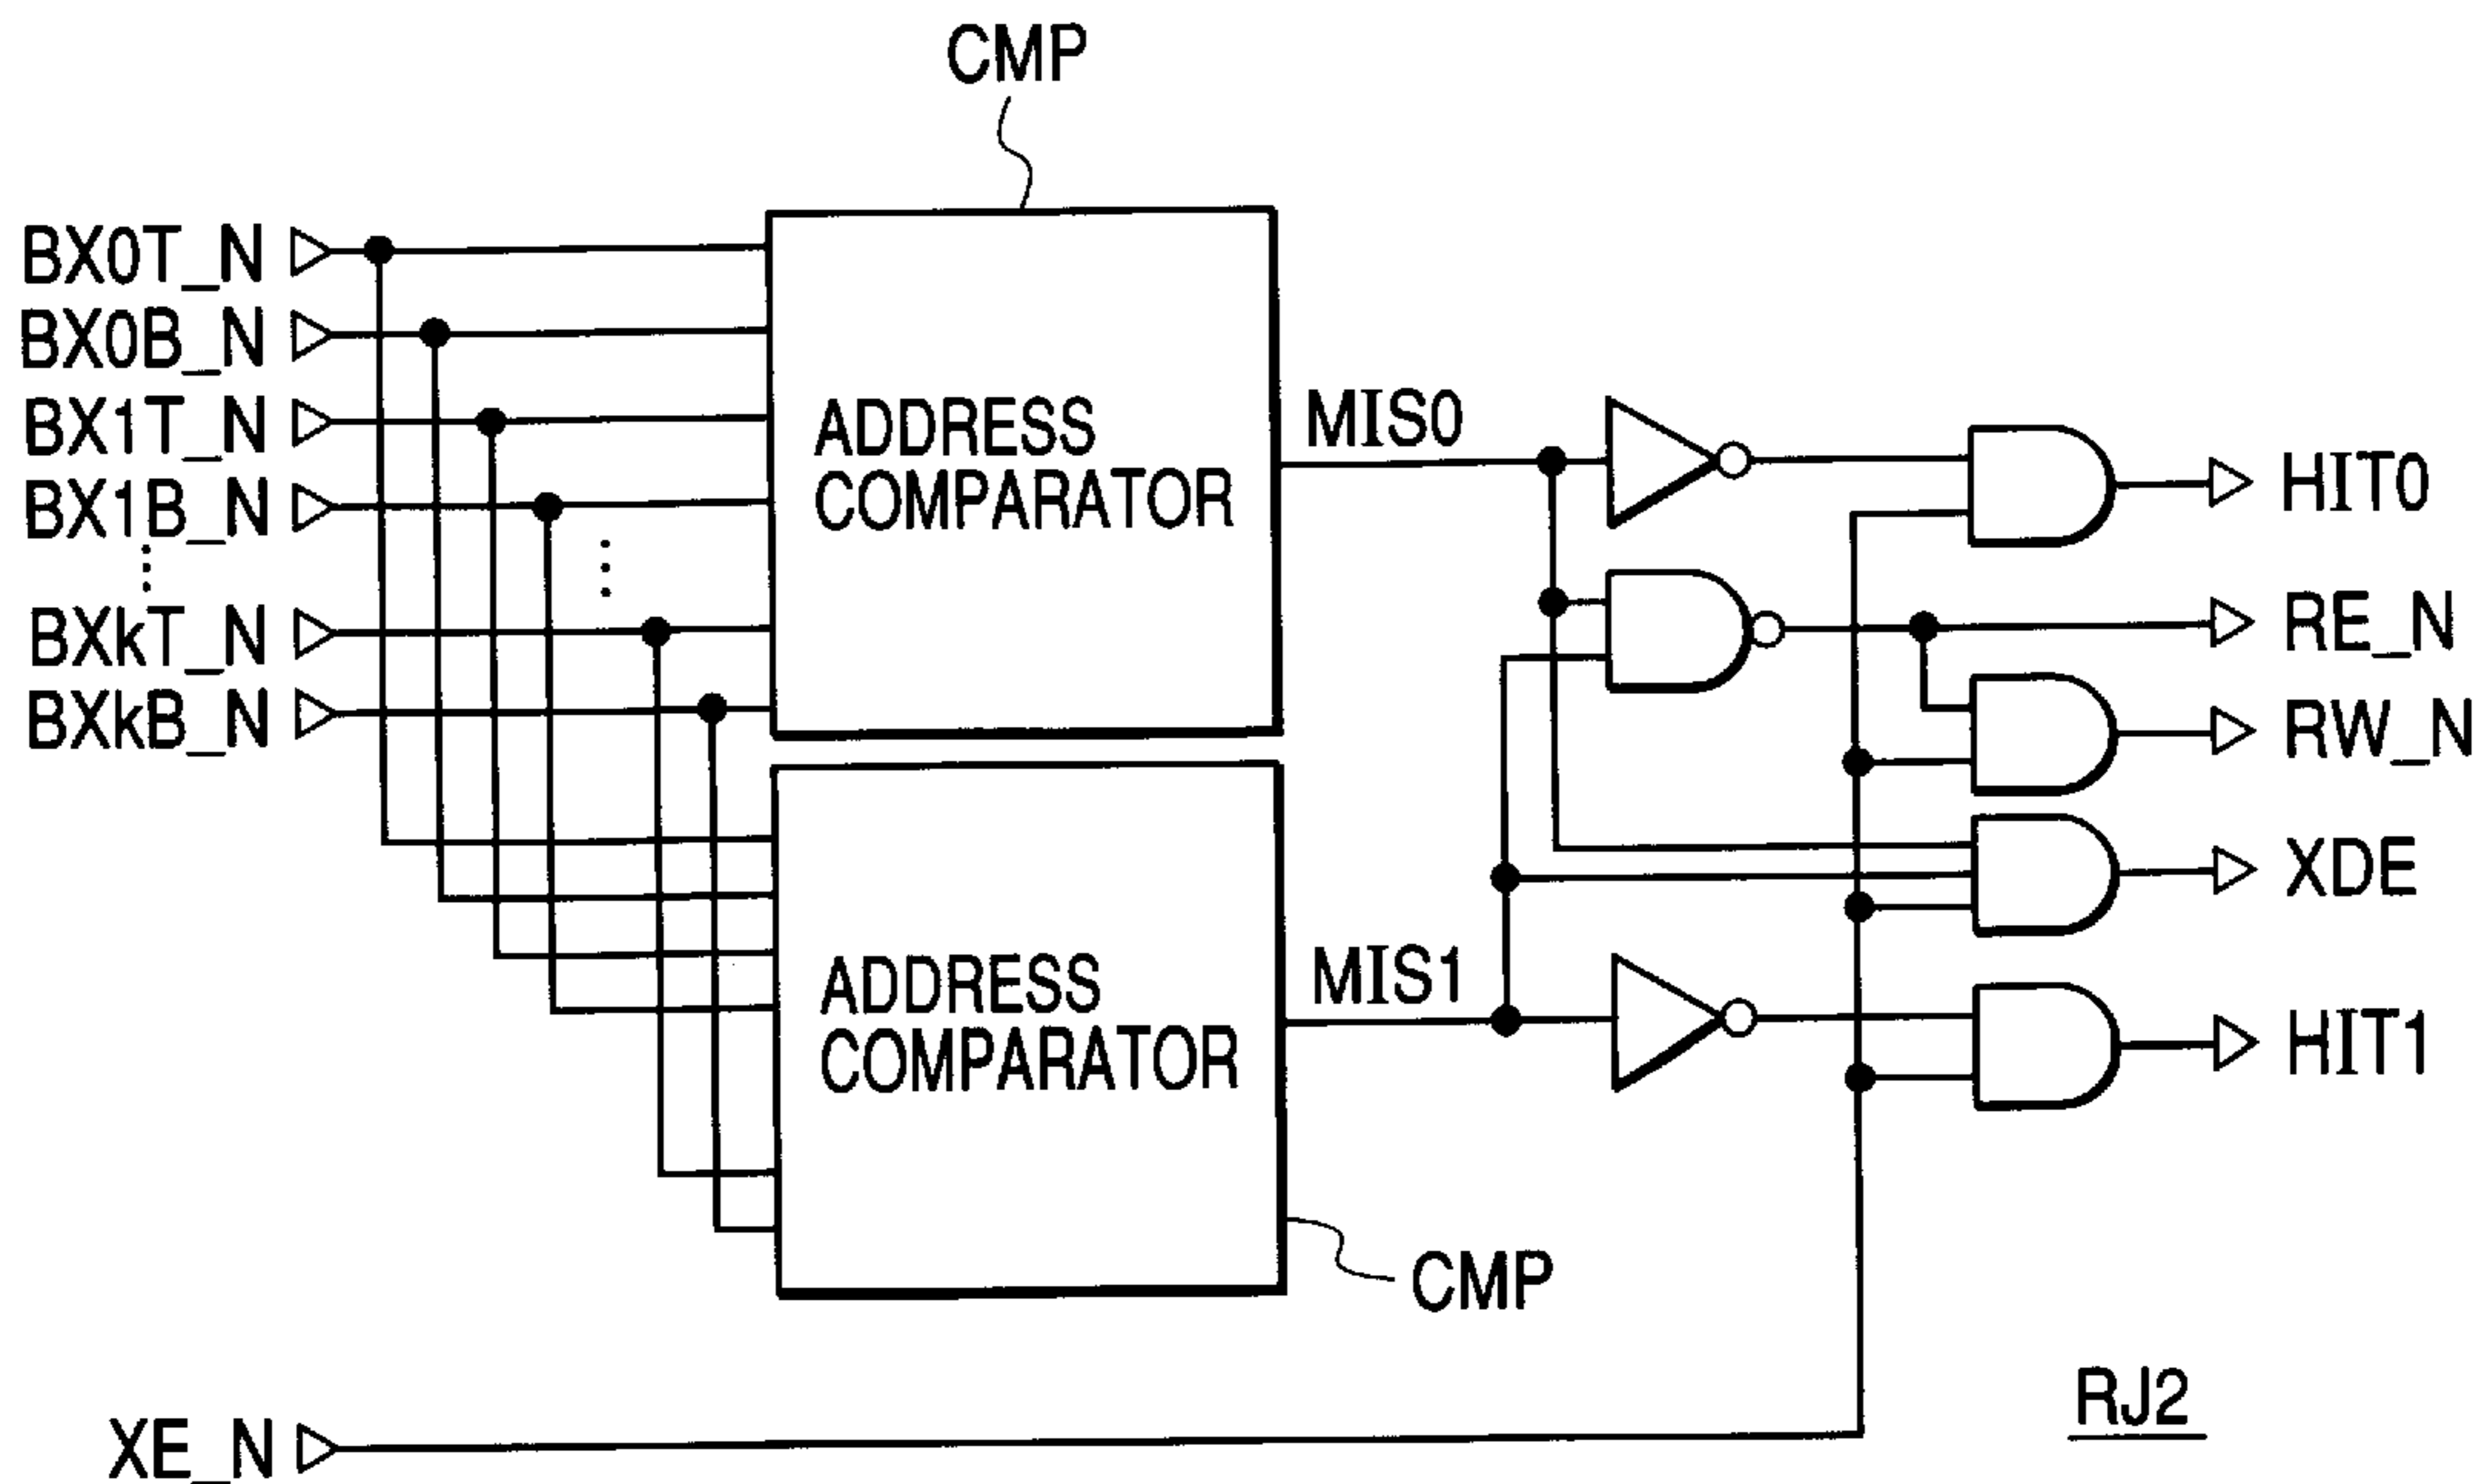 CMP
BX0T_N
BX0B_N
BX1T_N
BX1B_N
BXkT_N
BXkB_N
ADDRESS
COMPARATOR
MIS0
HIT0
RE_N
RW_N
XDE
HIT1
ADDRESS
COMPARATOR
MIS1
CMP
XE_N
RJ2